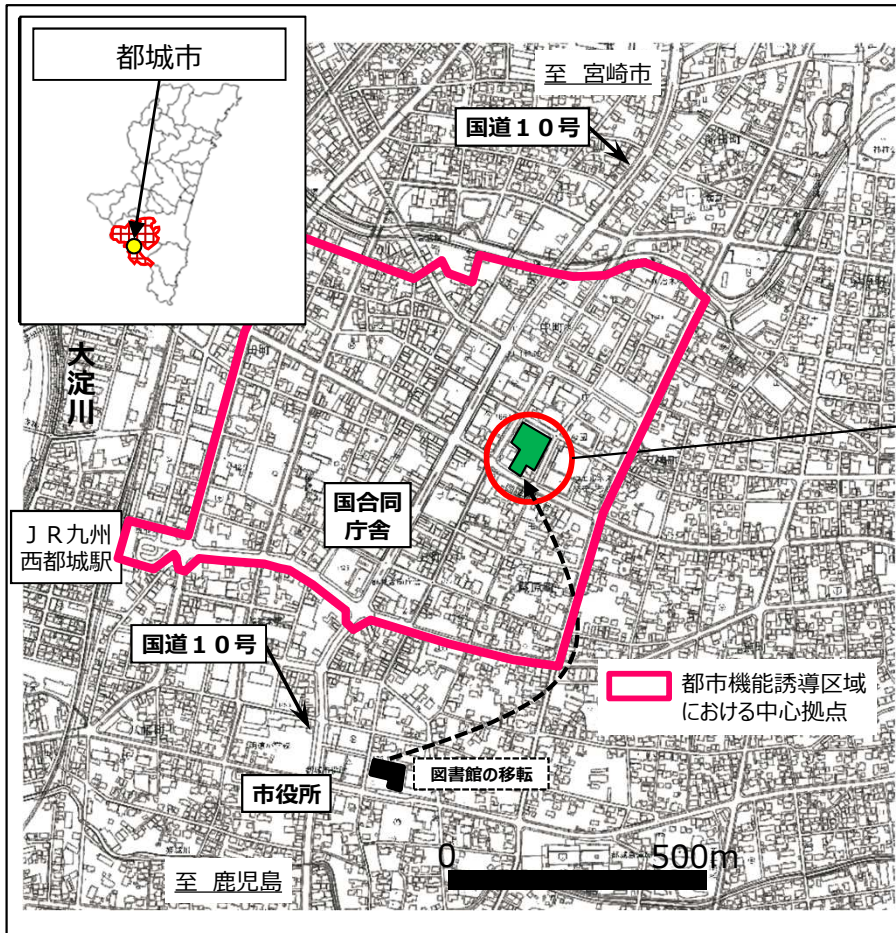 都城市
至 宮崎市
国道１０号
大淀川
国合同
庁舎
ＪＲ九州
西都城駅
国道１０号
都市機能誘導区域
における中心拠点
図書館の移転
市役所
0 500m
至 鹿児島